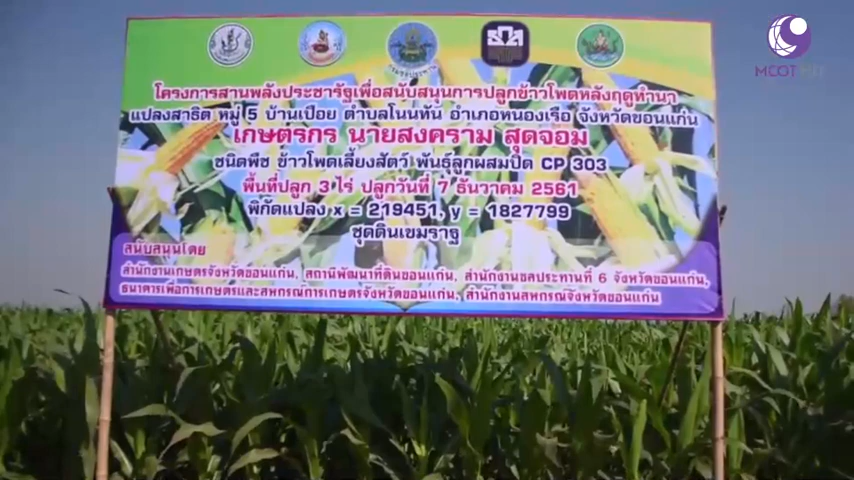 MCOT HD
โครงการสานพลังประชารัฐเพื่อสนับสนุนการปลูกข้าวโพดหลังฤดูทำนา
แปลงสาธิต หมู่ 5 บ้านเปือย ตำบลโนนทัน อำเภอหนองเรือ จังหวัดขอนแก่น
เกษตรกร นายสงคราม สุดจอม
ชนิดพืช ข้าวโพดเลี้ยงสัตว์ พันธุ์ลูกผสมปิด CP 303
พื้นที่ปลูก 3 ไร่ ปลูกวันที่ 7 ธันวาคม 2561
พิกัดแปลง x = 219451, y = 1827799
ชุดดินเขมราฐ
สนับสนุนโดย
สำนักงานเกษตรจังหวัดขอนแก่น, สถานีพัฒนาที่ดินขอนแก่น, สำนักงานชลประทานที่ 6 จังหวัดขอนแก่น,
ธนาคารเพื่อการเกษตรและสหกรณ์การเกษตรจังหวัดขอนแก่น, สำนักงานสหกรณ์จังหวัดขอนแก่น